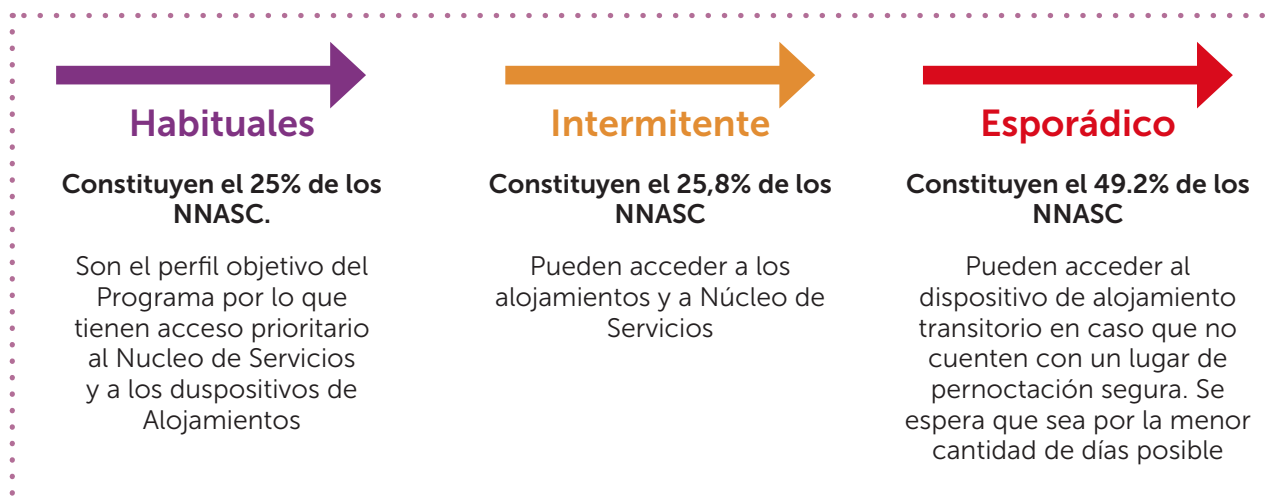 Habituales
Constituyen el 25% de los
NNASC.
Son el perfil objetivo del
Programa por lo que
tienen acceso prioritario
al Nucleo de Servicios
y a los duspositivos de
Alojamientos
Intermitente
Constituyen el 25,8% de los
NNASC
Pueden acceder a los
alojamientos y a Núcleo de
Servicios
Esporádico
Constituyen el 49.2% de los
NNASC
Pueden acceder al
dispositivo de alojamiento
transitorio en caso que no
cuenten con un lugar de
pernoctación segura. Se
espera que sea por la menor
cantidad de días posible